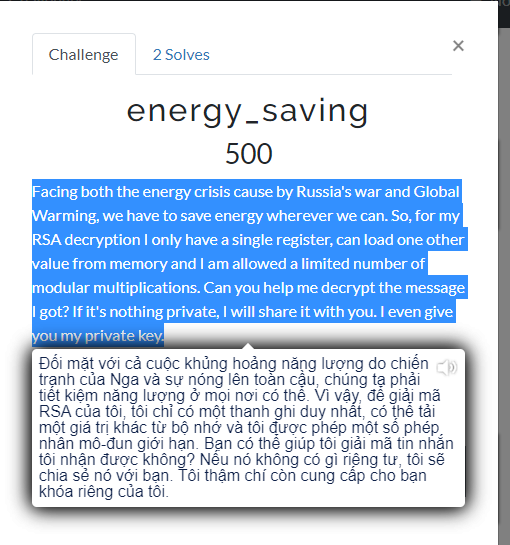 Challenge
2 Solves
×
energy_saving
500
Facing both the energy crisis cause by Russia's war and Global
Warming, we have to save energy wherever we can. So, for my
RSA decryption I only have a single register, can load one other
value from memory and I am allowed a limited number of
modular multiplications. Can you help me decrypt the message
I got? If it's nothing private, I will share it with you. I even give
you my private key.
Đối mặt với cả cuộc khủng hoảng năng lượng do chiến
tranh của Nga và sự nóng lên toàn cầu, chúng ta phải
tiết kiệm năng lượng ở mọi nơi có thể. Vì vậy, để giải mã
RSA của tôi, tôi chỉ có một thanh ghi duy nhất, có thể tải
một giá trị khác từ bộ nhớ và tôi được phép một số phép
nhân mô-đun giới hạn. Bạn có thể giúp tôi giải mã tin nhắn
tôi nhận được không? Nếu nó không có gì riêng tư, tôi sẽ
chia sẻ nó với bạn. Tôi thậm chí còn cung cấp cho bạn
khóa riêng của tôi.